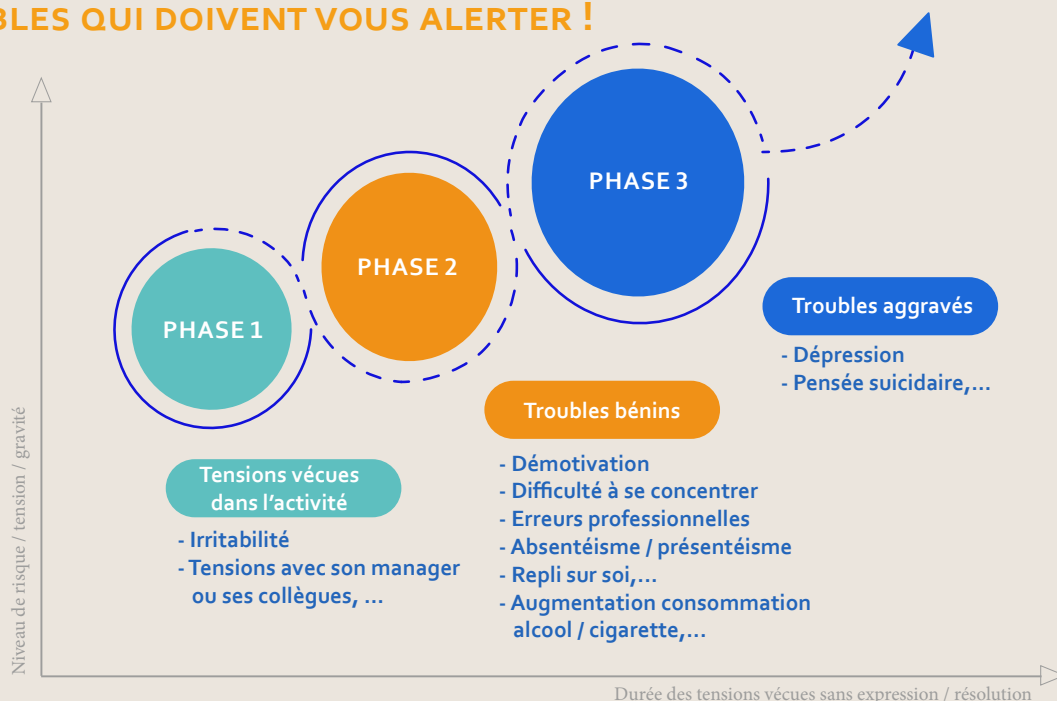 BLES QUI DOIVENT VOUS ALERTER !
PHASE 1
PHASE 2
PHASE 3
Tensions vécues
dans l'activité
- Irritabilité
- Tensions avec son manager
ou ses collègues, ...
Troubles bénins
- Démotivation
- Difficulté à se concentrer
- Erreurs professionnelles
- Absentéisme / présentéisme
- Repli sur soi,...
- Augmentation consommation
alcool / cigarette,...
Troubles aggravés
- Dépression
- Pensée suicidaire,...
Niveau de risque / tension / gravité
Durée des tensions vécues sans expression / résolution